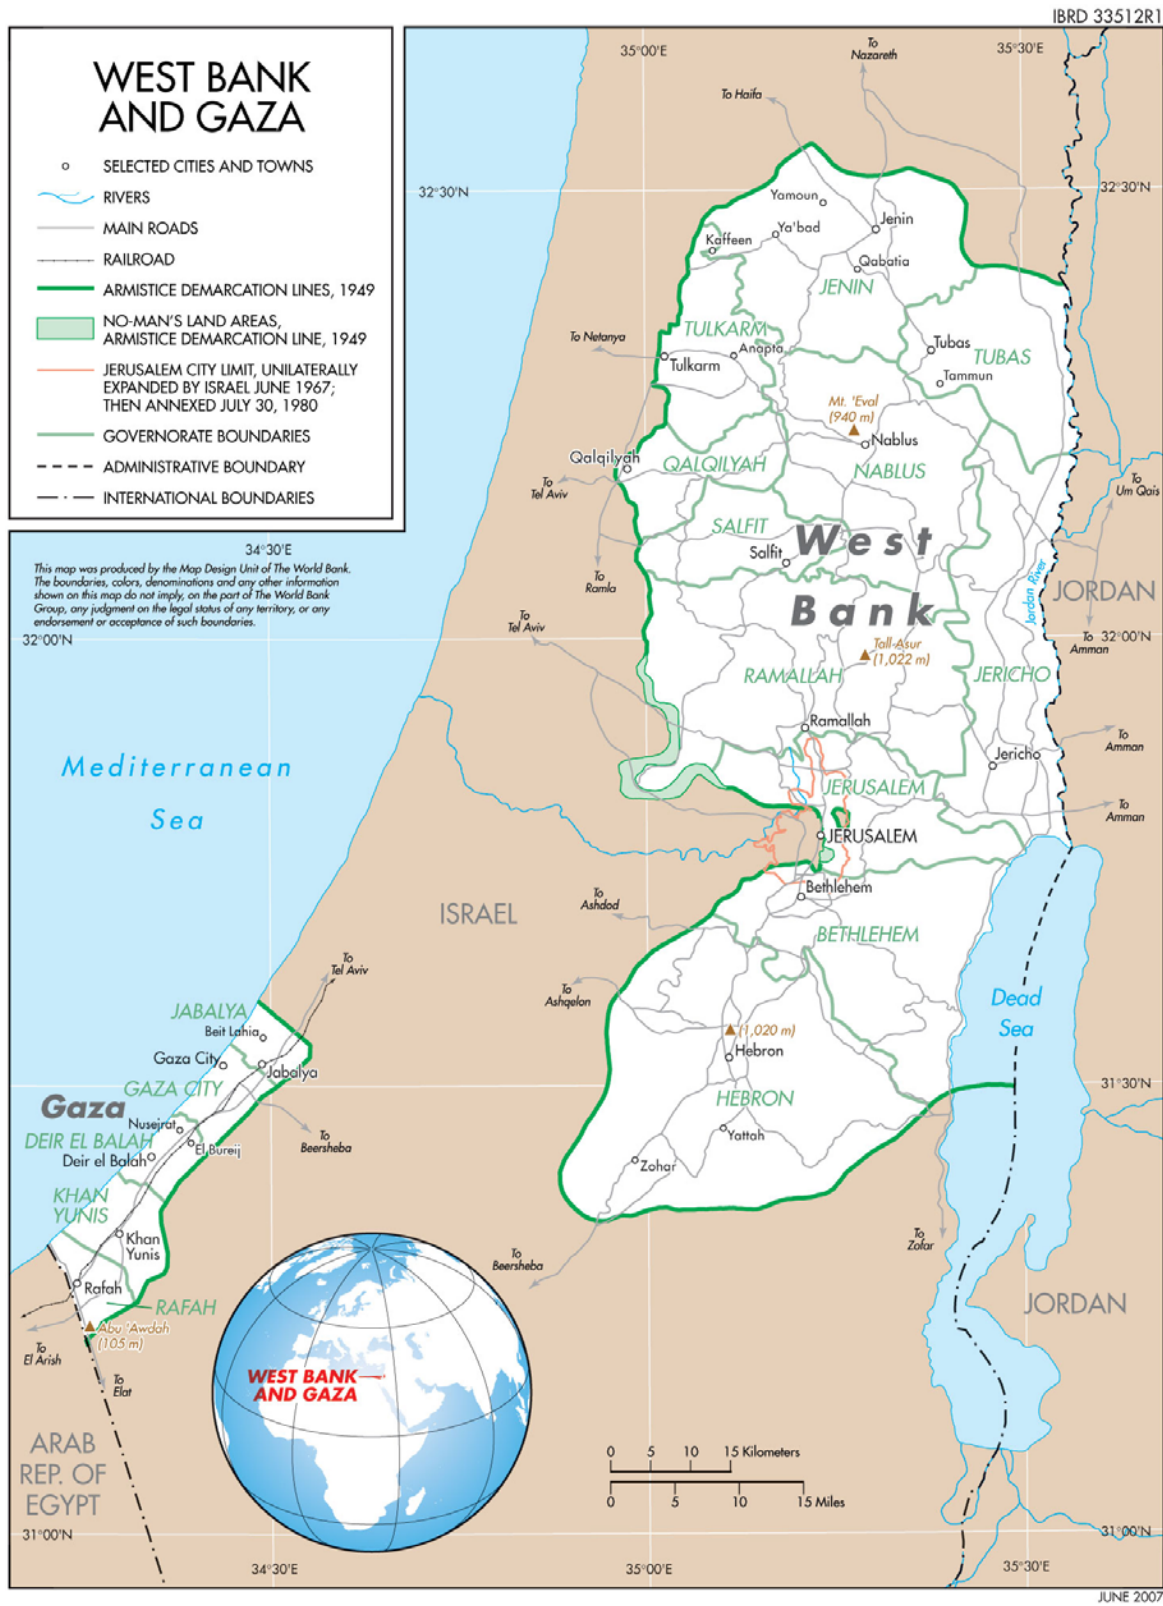 IBRD 33512R1
WEST BANK
AND GAZA
SELECTED CITIES AND TOWNS
RIVERS
MAIN ROADS
RAILROAD
ARMISTICE DEMARCATION LINES, 1949
NO-MAN'S LAND AREAS,
ARMISTICE DEMARCATION LINE, 1949
JERUSALEM CITY LIMIT, UNILATERALLY
EXPANDED BY ISRAEL JUNE 1967;
THEN ANNEXED JULY 30, 1980
GOVERNORATE BOUNDARIES
ADMINISTRATIVE BOUNDARY
INTERNATIONAL BOUNDARIES
This map was produced by the Map Design Unit of The World Bank.
The boundaries, colors, denominations and any other information
shown on this map do not imply, on the part of The World Bank
Group, any judgment on the legal status of any territory, or any
endorsement or acceptance of such boundaries.
35°00'E
35°30'E
To
Nazareth
To Haifa
32°30'N
32°30'N
Yamoun
Jenin
Ya'bad
Kaffeen
Qabatia
JENIN
TULKARM
To Netanya
Anapta
Tulkarm
Tubas
TUBAS
Tammun
Mt. 'Eval
(940 m)
Nablus
Qalqilyah
QALQILYAH
NABLUS
To
Tel Aviv
To
Um Qais
SALFIT
West
Salfit
34°30'E
To
Ramla
Bank
Jordan River
JORDAN
To
Tel Aviv
32°00'N
32°00'N
To
Amman
Tall Asur
(1,022 m)
RAMALLAH
JERICHO
Ramallah
To
Amman
Jericho
Mediterranean
Sea
JERUSALEM
To
Amman
JERUSALEM
Bethlehem
To
Ashdod
ISRAEL
BETHLEHEM
To
Tel Aviv
To
Ashqelon
Dead
Sea
JABALYA
Beit Lahia
(1,020 m)
Hebron
Gaza City
Jabalya
GAZA CITY
31°30'N
HEBRON
Gaza
Nuseirat
To
Beersheba
Yattah
DEIR EL BALAH
El Bureij
Deir el Balah
Zohar
KHAN
YUNIS
Khan
Yunis
To
Zofar
To
Beersheba
Rafah
RAFAH
JORDAN
Abu 'Awdah
(105 m)
To
El Arish
To
Elat
WEST BANK
AND GAZA
ARAB
REP. OF
EGYPT
0 5 10 15 Kilometers
0 5 10 15 Miles
31°00'N
31°00'N
34°30'E
35°00'E
35°30'E
JUNE 2007